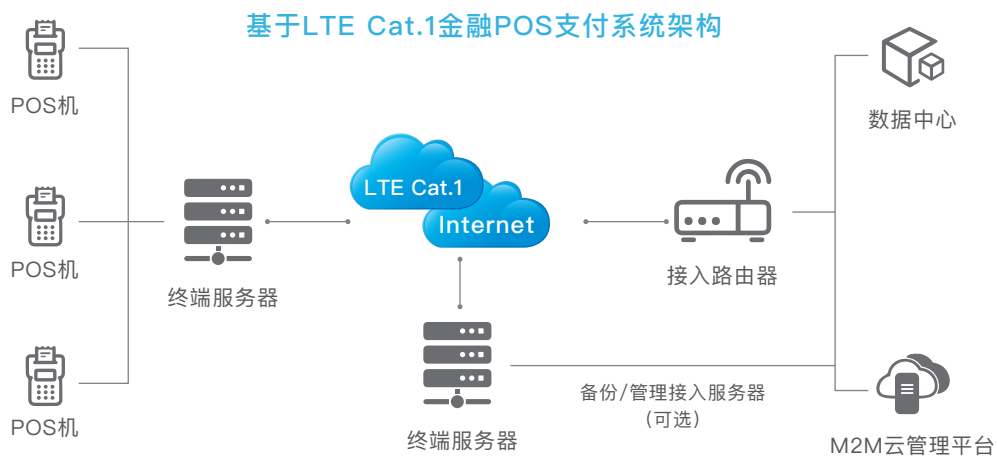 基于LTE Cat.1金融POS支付系统架构
POS机
数据中心
LTE Cat.1
Internet
POS机
接入路由器
终端服务器
备份/管理接入服务器
(可选)
POS机
终端服务器
M2M云管理平台